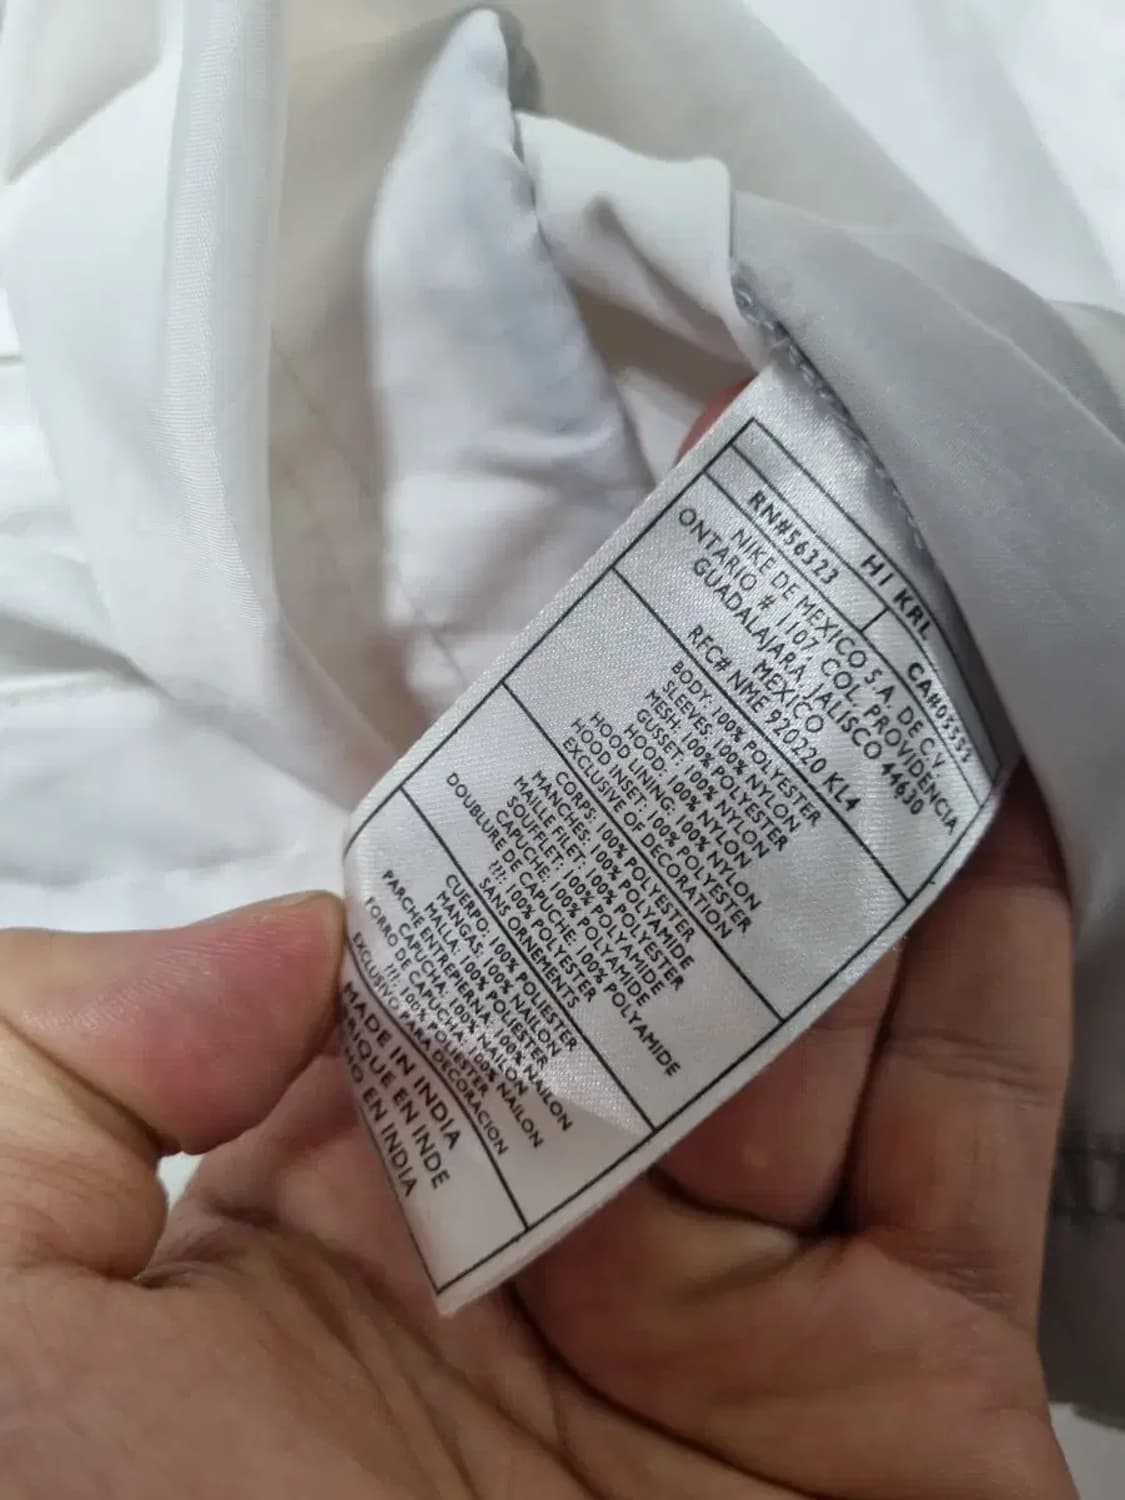 HI KRL
RN#56323 CA#05553
NIKE DE MEXICO S.A. DE C.V.
ONTARIO # 1107 COL. PROVIDENCIA
GUADALAJARA, JALISCO 44630
MEXICO
RFC# NME 920220 KL4
BODY: 100% POLYESTER
SLEEVES: 100% NYLON
MESH: 100% POLYESTER
GUSSET: 100% NYLON
HOOD: 100% NYLON
HOOD LINING: 100% NYLON
HOOD INSET: 100% POLYESTER
EXCLUSIVE OF DECORATION
CORPS: 100% POLYESTER
MANCHES: 100% POLYAMIDE
MAILLE FILET: 100% POLYESTER
SOUFFLET: 100% POLYAMIDE
CAPUCHE: 100% POLYAMIDE
DOUBLURE DE CAPUCHE: 100% POLYAMIDE
???: 100% POLYESTER
SANS ORNEMENTS
CUERPO: 100% POLIESTER
MANGAS: 100% NAILON
MALLA: 100% POLIESTER
PARCHE ENTREPIERNA: 100% NAILON
CAPUCHA: 100% NAILON
FORRO DE CAPUCHA: 100% NAILON
???: 100% POLIESTER
EXCLUSIVO PARA DECORACION
MADE IN INDIA
EN INDE
EN INDIA